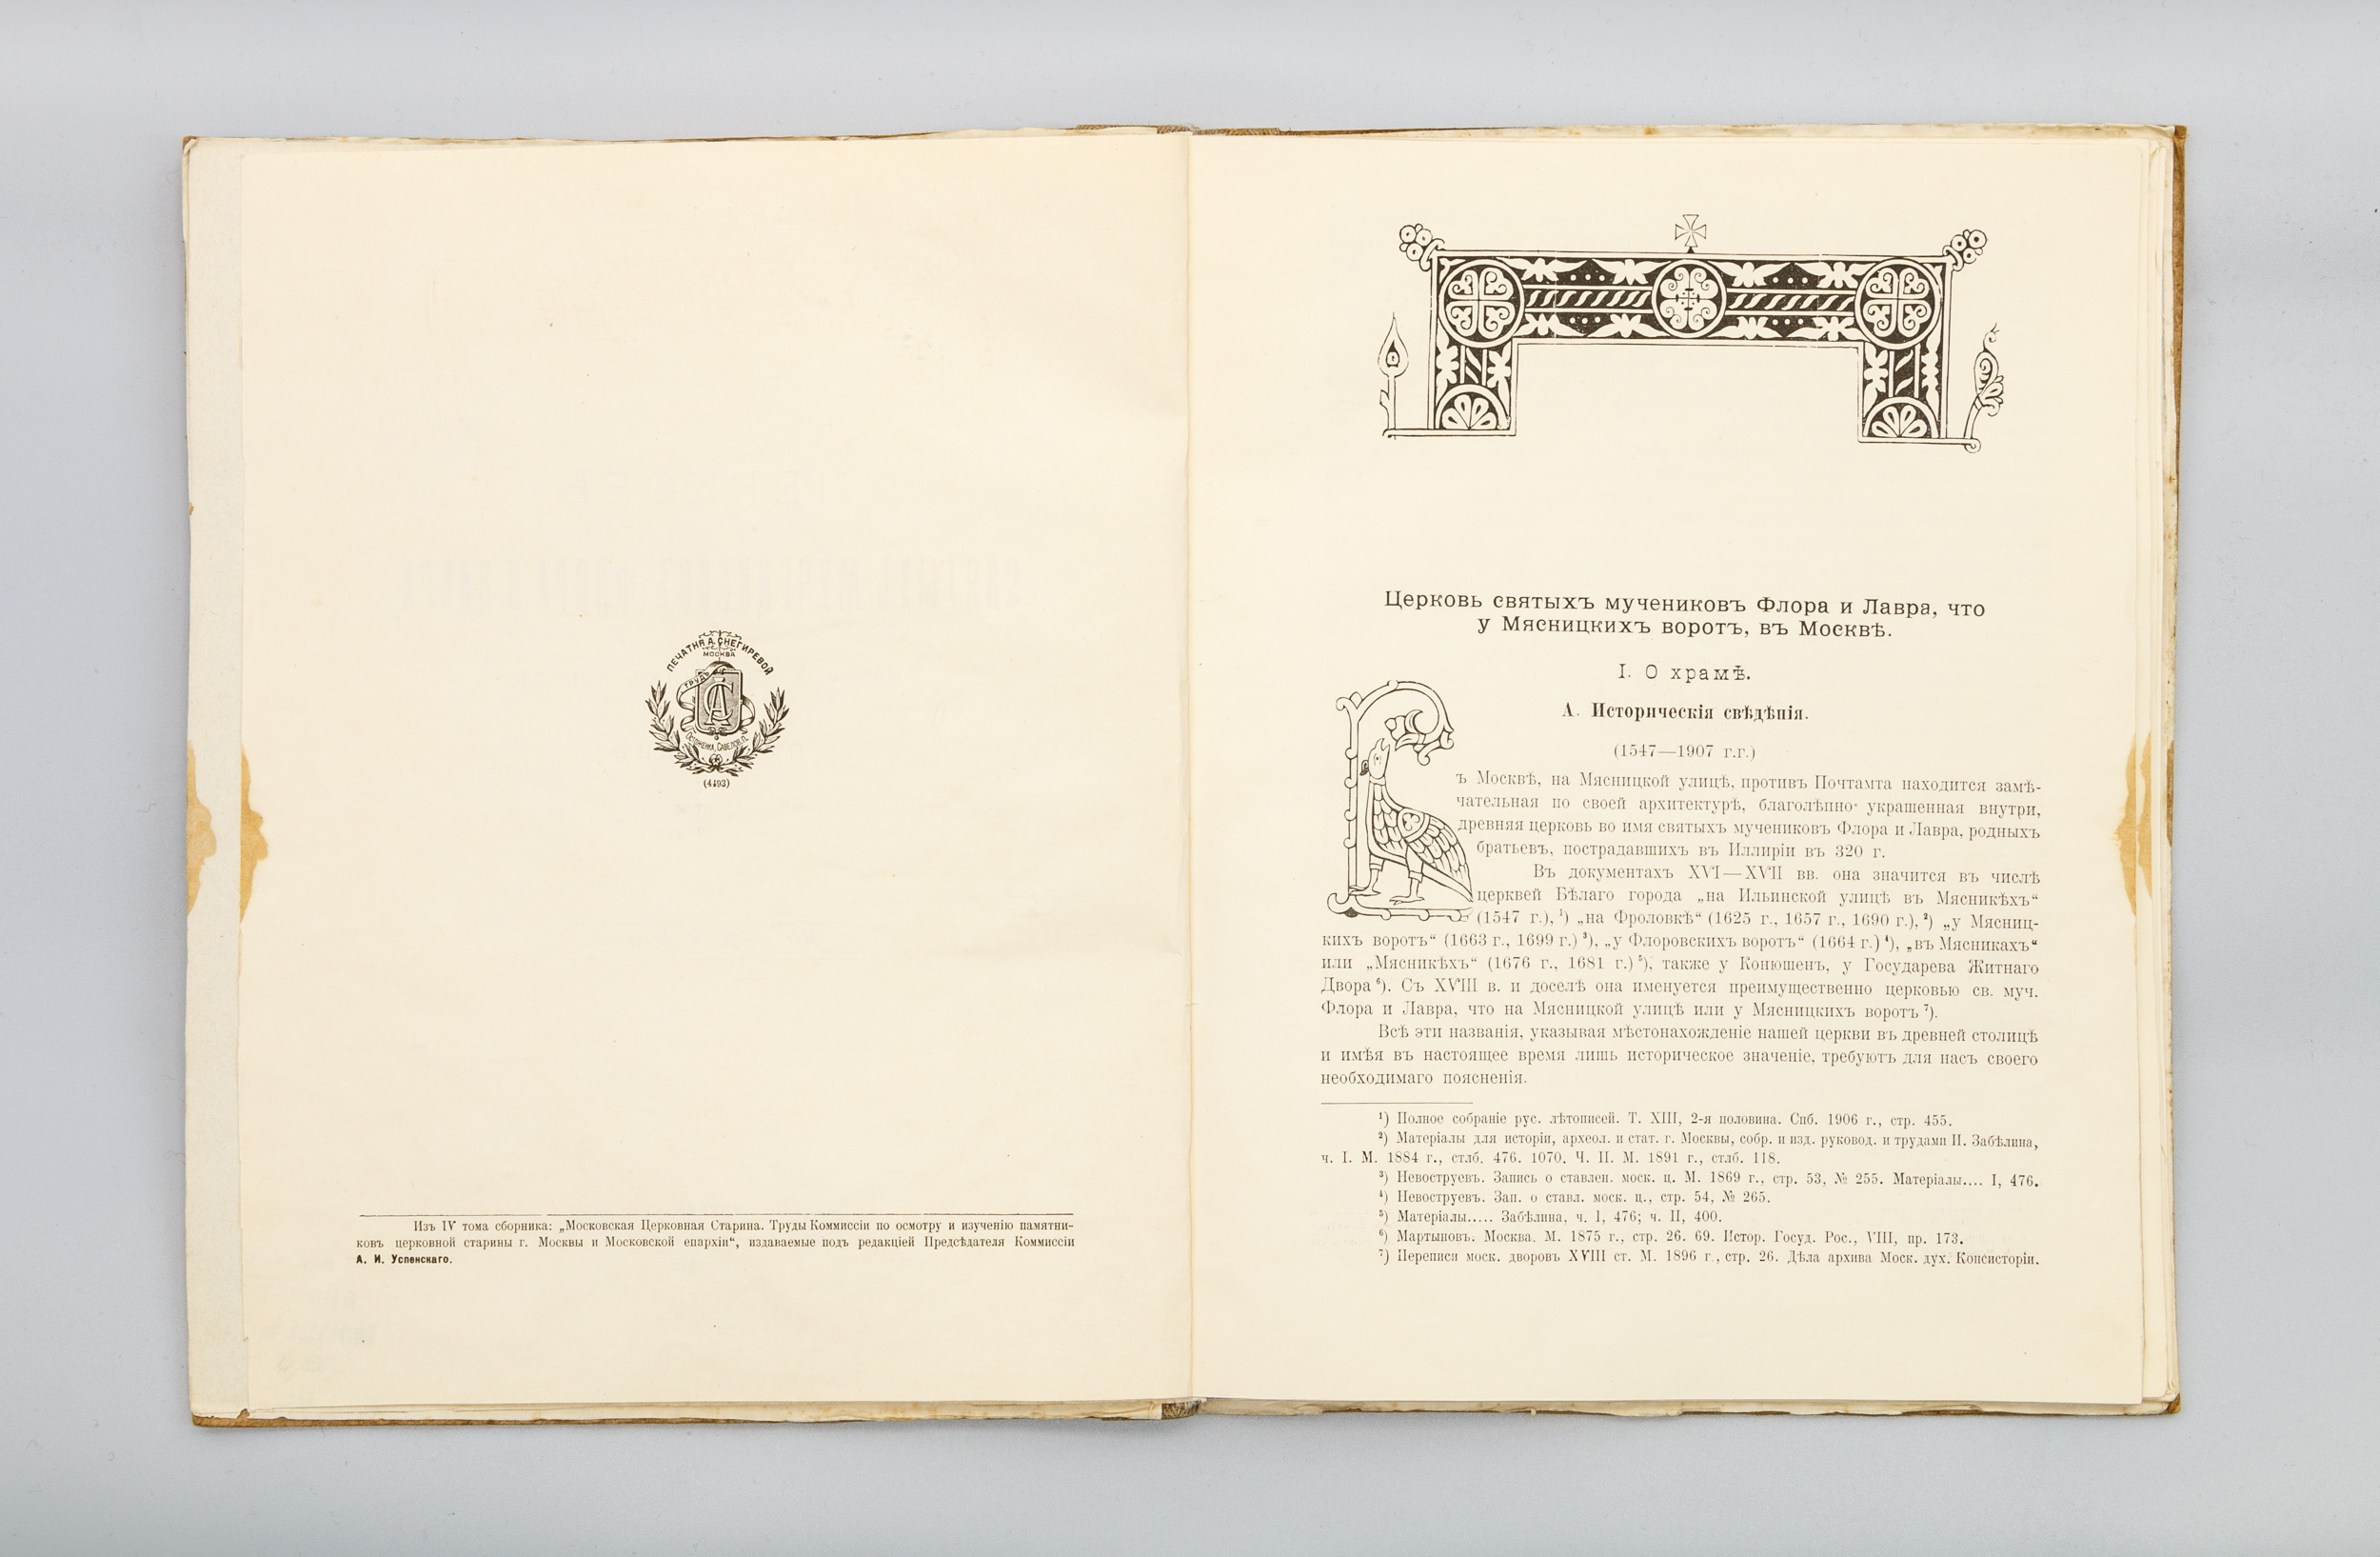 ПЕЧАТНЯ А. СНЕГИРЕВОЙ
МОСКВА
ТРУДЪ
Остоженка, Савелов. п.
(4493)
Изъ IV тома сборника: „Московская Церковная Старина. Труды Коммиссіи по осмотру и изученію памятни-
ковъ церковной старины г. Москвы и Московской епархіи“, издаваемые подъ редакціей Предсѣдателя Коммиссіи
А. И. Успенскаго.
Церковь святыхъ мучениковъ Флора и Лавра, что
у Мясницкихъ воротъ, въ Москвѣ.
I. О храмѣ.
А. Историческія свѣдѣнія.
(1547—1907 г.г.)
ъ Москвѣ, на Мясницкой улицѣ, противъ Почтамта находится замѣ-
чательная по своей архитектурѣ, благолѣпно украшенная внутри,
древняя церковь во имя святыхъ мучениковъ Флора и Лавра, родныхъ
братьевъ, пострадавшихъ въ Иллиріи въ 320 г.
Въ документахъ XVI—XVII вв. она значится въ числѣ
церквей Бѣлаго города „на Ильинской улицѣ въ Мясникѣхъ“
(1547 г.),¹) „на Фроловкѣ“ (1625 г., 1657 г., 1690 г.),²) „у Мясниц-
кихъ воротъ“ (1663 г., 1699 г.)³), „у Флоровскихъ воротъ“ (1664 г.)⁴), „въ Мясникахъ“
или „Мясникѣхъ“ (1676 г., 1681 г.)⁵), также у Конюшенъ, у Государева Житнаго
Двора⁶). Съ XVIII в. и доселѣ она именуется преимущественно церковью св. муч.
Флора и Лавра, что на Мясницкой улицѣ или у Мясницкихъ воротъ⁷).
Всѣ эти названія, указывая мѣстонахожденіе нашей церкви въ древней столицѣ
и имѣя въ настоящее время лишь историческое значеніе, требуютъ для насъ своего
необходимаго поясненія.
¹) Полное собраніе рус. лѣтописей. Т. XIII, 2-я половина. Спб. 1906 г., стр. 455.
²) Матеріалы для исторіи, археол. и стат. г. Москвы, собр. и изд. руковод. и трудами И. Забѣлина,
ч. I. М. 1884 г., стлб. 476. 1070. Ч. II. М. 1891 г., стлб. 118.
³) Невоструевъ. Запись о ставлен. моск. ц. М. 1869 г., стр. 53, № 255. Матеріалы.... I, 476.
⁴) Невоструевъ. Зап. о ставл. моск. ц., стр. 54, № 265.
⁵) Матеріалы..... Забѣлина, ч. I, 476; ч. II, 400.
⁶) Мартыновъ. Москва. М. 1875 г., стр. 26. 69. Истор. Госуд. Рос., VIII, пр. 173.
⁷) Переписи моск. дворовъ XVIII ст. М. 1896 г., стр. 26. Дѣла архива Моск. дух. Консисторіи.